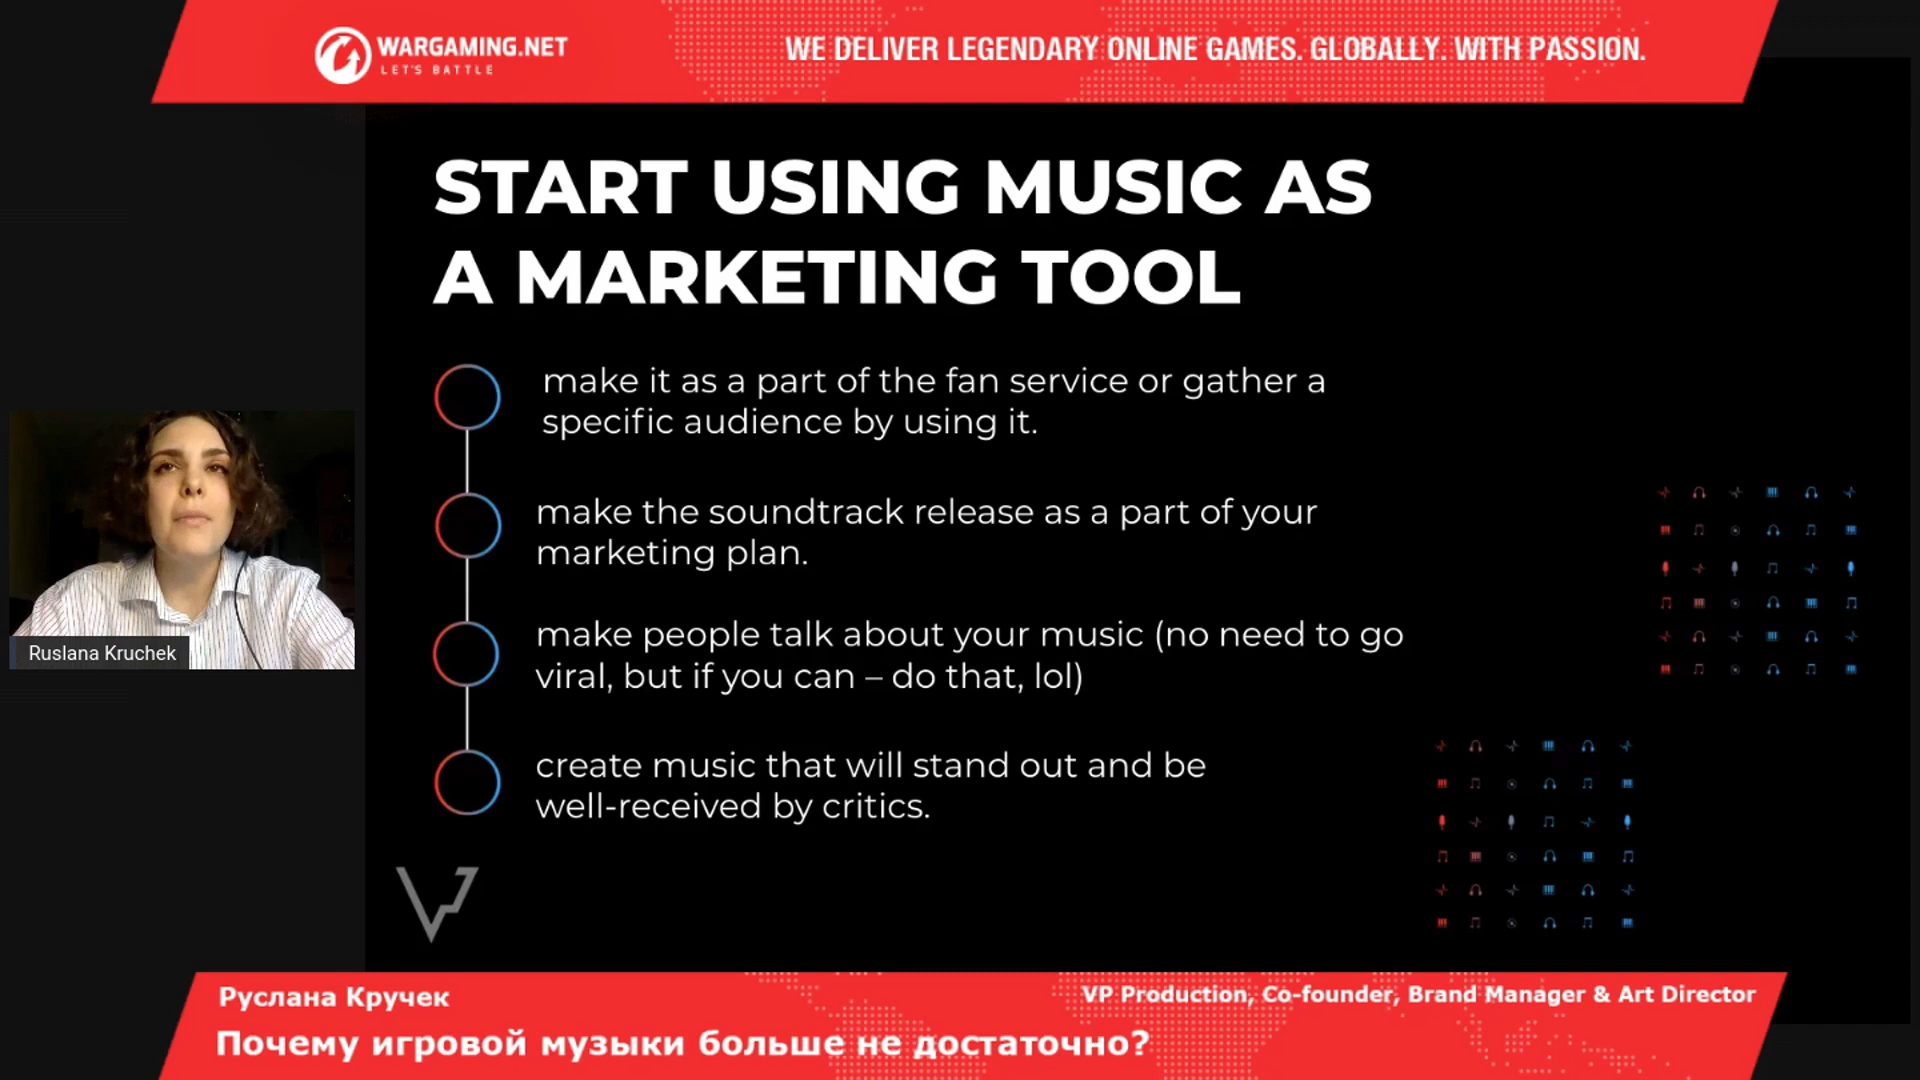 WARGAMING.NET
LET'S BATTLE
WE DELIVER LEGENDARY ONLINE GAMES. GLOBALLY. WITH PASSION.
START USING MUSIC AS
A MARKETING TOOL
make it as a part of the fan service or gather a
specific audience by using it.
make the soundtrack release as a part of your
marketing plan.
make people talk about your music (no need to go
viral, but if you can – do that, lol)
create music that will stand out and be
well-received by critics.
Ruslana Kruchek
Руслана Кручек
VP Production, Co-founder, Brand Manager & Art Director
Почему игровой музыки больше не достаточно?